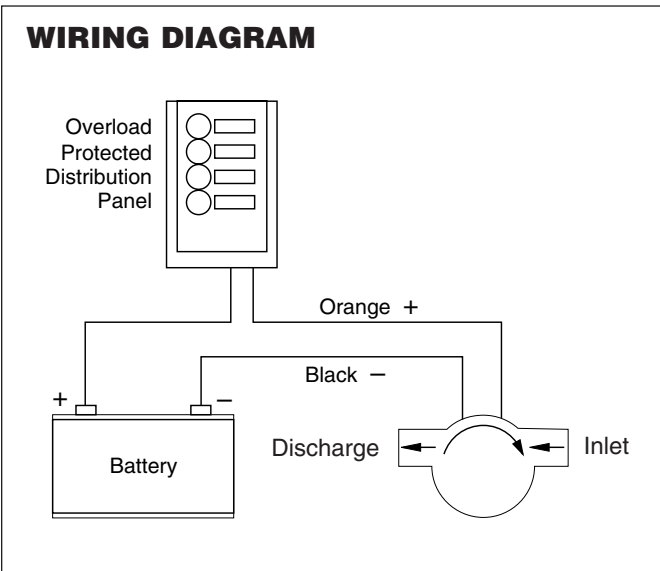 WIRING DIAGRAM
Overload
Protected
Distribution
Panel
Orange +
Black –
+ –
Battery
Discharge
Inlet